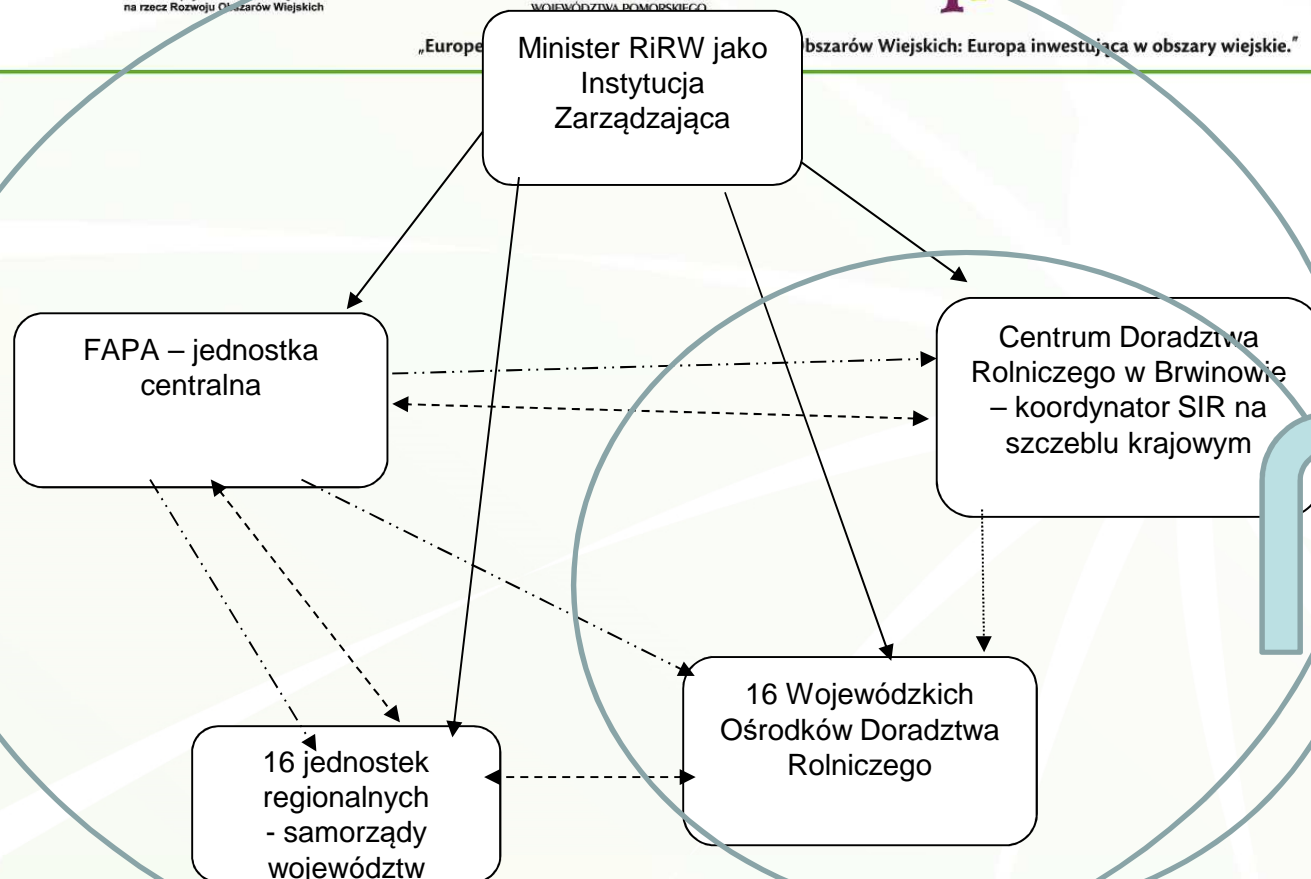 na rzecz Rozwoju Obszarów Wiejskich
WOJEWÓDZTWA POMORSKIEGO
„Europe
bszarów Wiejskich: Europa inwestująca w obszary wiejskie."
Minister RiRW jako
Instytucja
Zarządzająca
FAPA – jednostka
centralna
Centrum Doradztwa
Rolniczego w Brwinowie
– koordynator SIR na
szczeblu krajowym
16 Wojewódzkich
Ośrodków Doradztwa
Rolniczego
16 jednostek
regionalnych
- samorządy
województw